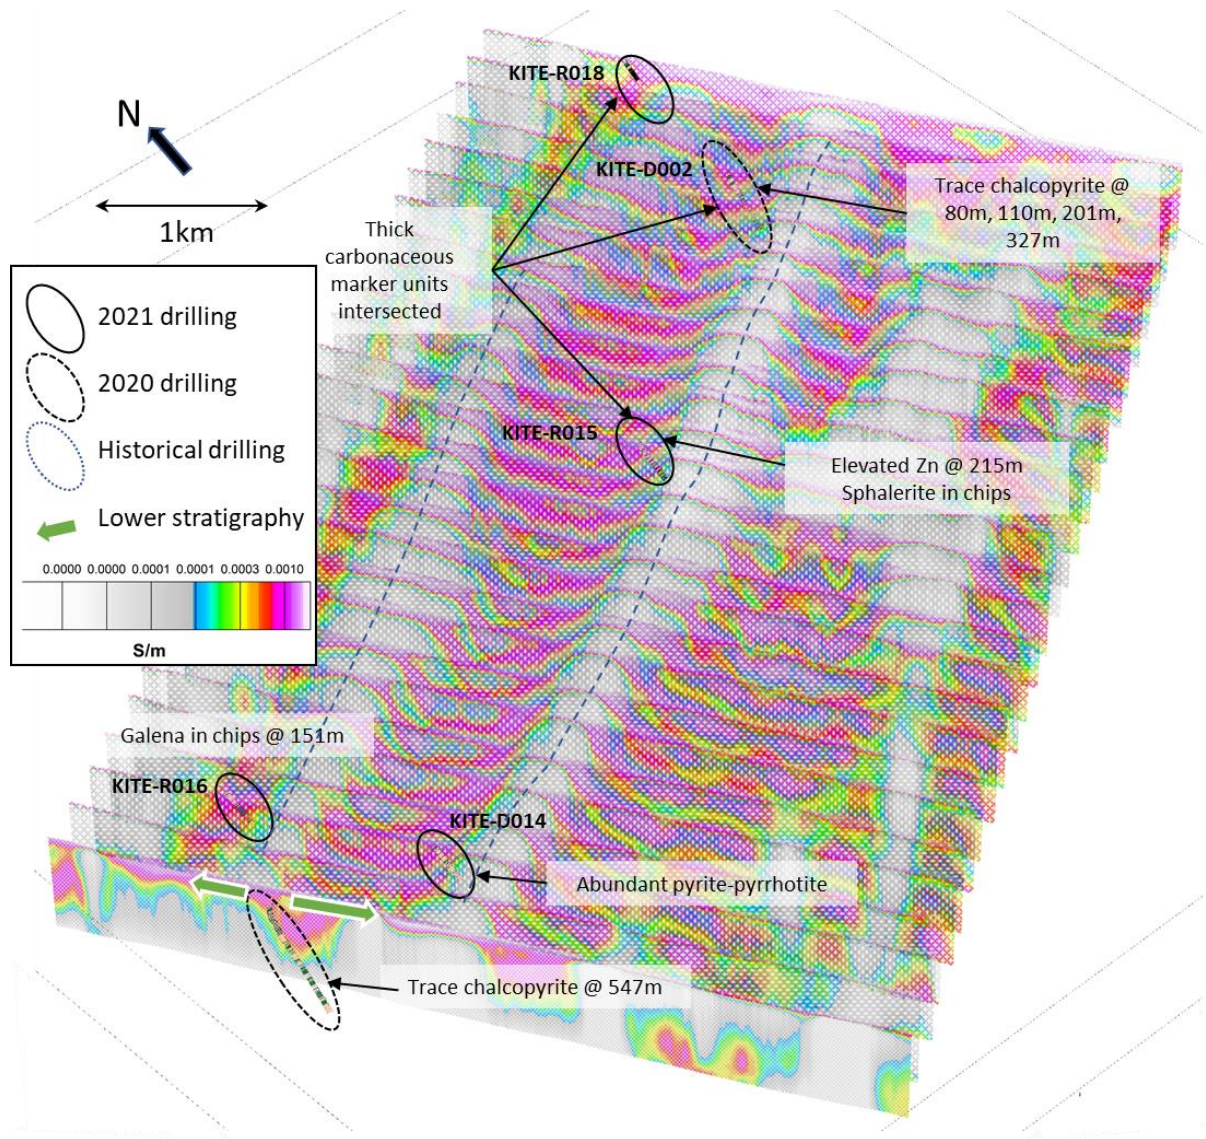 KITE-R018
N
KITE-D002
Trace chalcopyrite @
80m, 110m, 201m,
327m
1km
Thick
carbonaceous
marker units
intersected
2021 drilling
2020 drilling
Historical drilling
Lower stratigraphy
0.0000 0.0000 0.0001 0.0001 0.0003 0.0010
S/m
KITE-R015
Elevated Zn @ 215m
Sphalerite in chips
Galena in chips @ 151m
KITE-R016
KITE-D014
Abundant pyrite-pyrrhotite
Trace chalcopyrite @ 547m